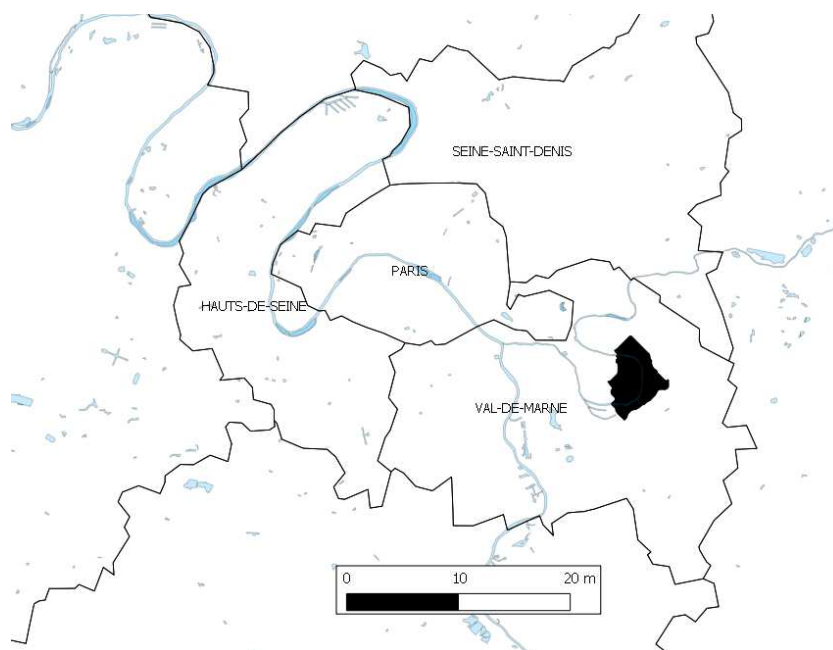 SEINE-SAINT-DENIS
PARIS
HAUTS-DE-SEINE
VAL-DE-MARNE
0 10 20 m